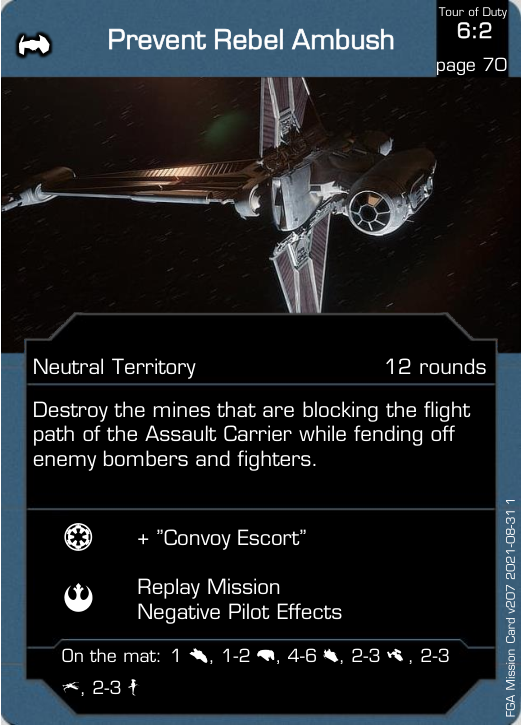 Prevent Rebel Ambush
Tour of Duty
6:2
page 70
Neutral Territory
12 rounds
Destroy the mines that are blocking the flight
path of the Assault Carrier while fending off
enemy bombers and fighters.
+ "Convoy Escort"
Replay Mission
Negative Pilot Effects
On the mat: 1 , 1-2 , 4-6 , 2-3 , 2-3
, 2-3
FGA Mission Card v207 2021-08-31 1